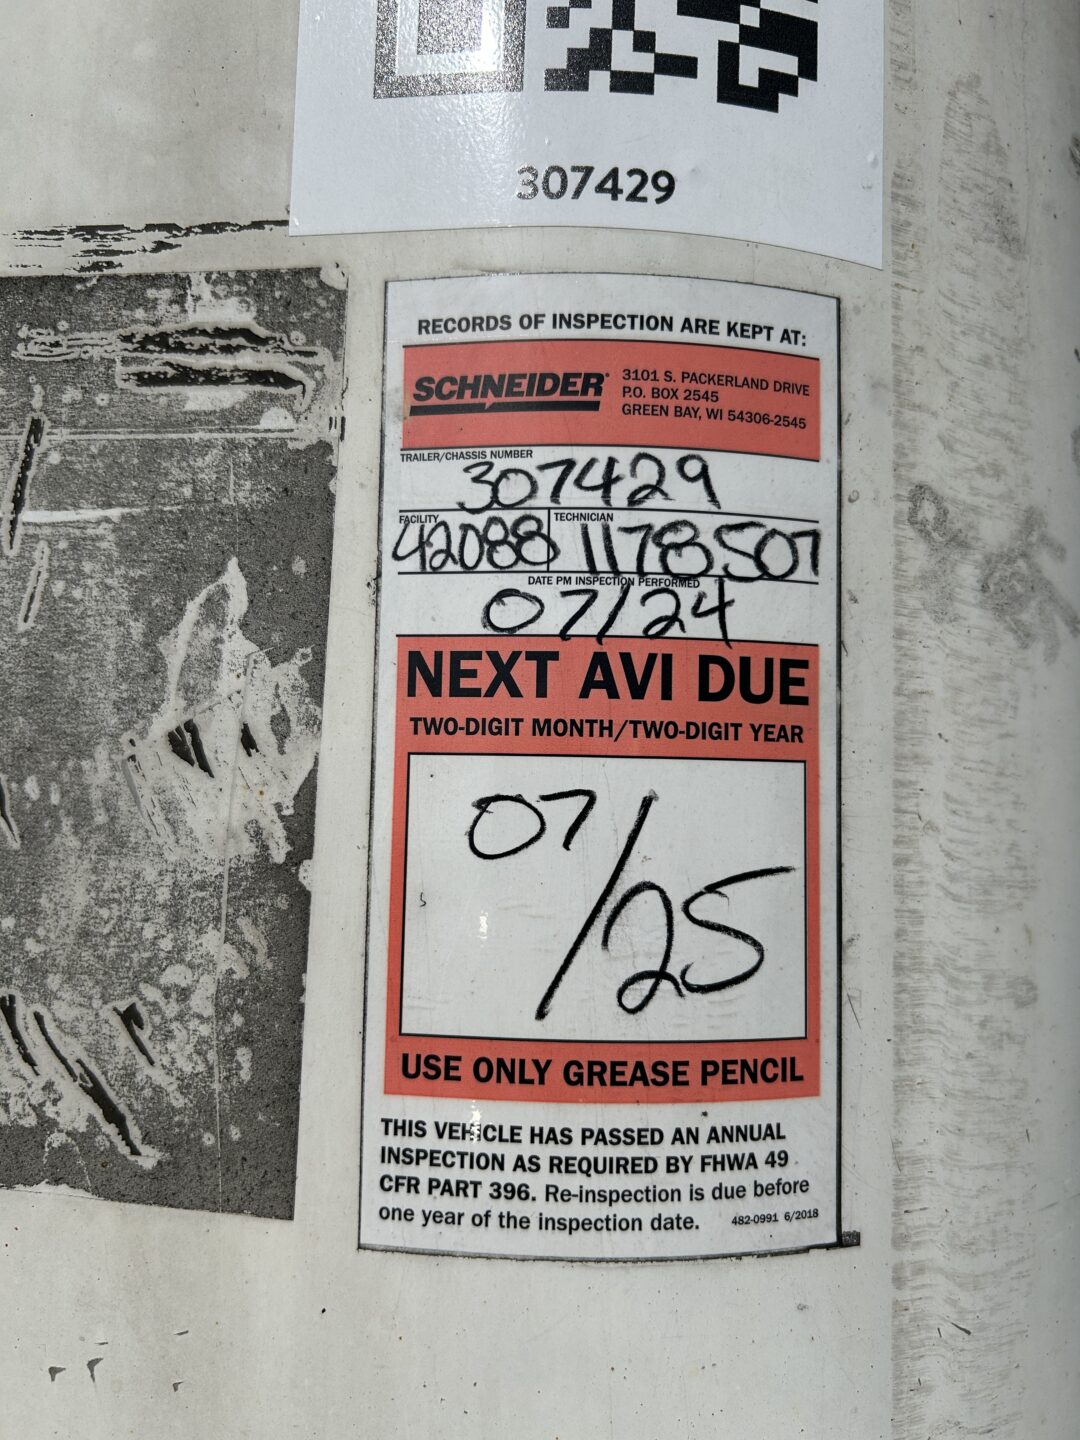 307429
RECORDS OF INSPECTION ARE KEPT AT:
SCHNEIDER
3101 S. PACKERLAND DRIVE
P.O. BOX 2545
GREEN BAY, WI 54306-2545
TRAILER/CHASSIS NUMBER
307429
FACILITY
42088
TECHNICIAN
1178507
DATE PM INSPECTION PERFORMED
07/24
NEXT AVI DUE
TWO-DIGIT MONTH/TWO-DIGIT YEAR
07/25
USE ONLY GREASE PENCIL
THIS VEHICLE HAS PASSED AN ANNUAL
INSPECTION AS REQUIRED BY FHWA 49
CFR PART 396. Re-inspection is due before
one year of the inspection date.
482-0991 6/2018